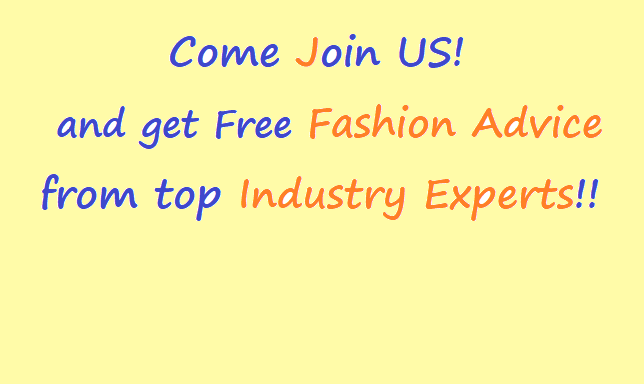 Come Join US!
and get Free Fashion Advice
from top Industry Experts!!